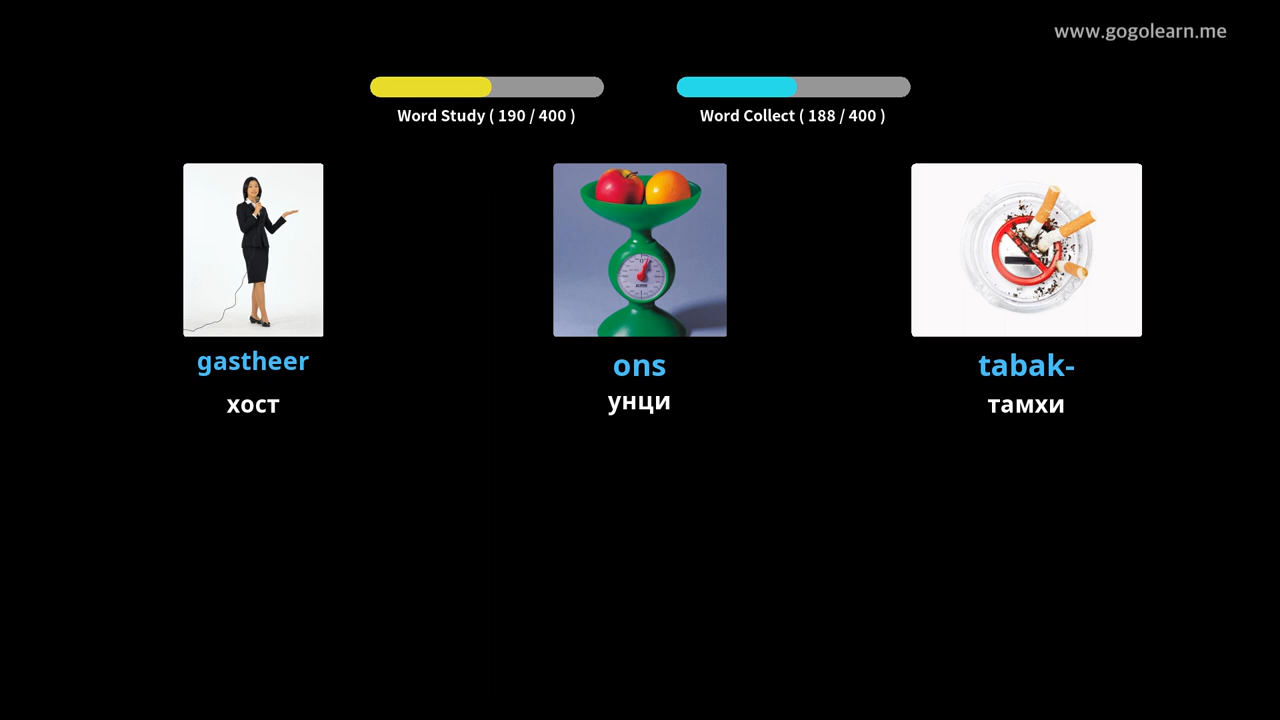 www.gogolearn.me
Word Study ( 190 / 400 )
Word Collect ( 188 / 400 )
gastheer
ons
tabak-
хост
унци
тамхи